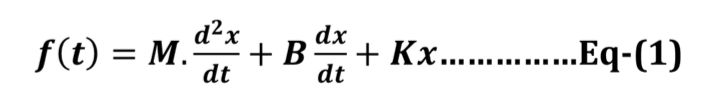 f(t) = M. d²x/dt + B dx/dt + Kx...............Eq-(1)